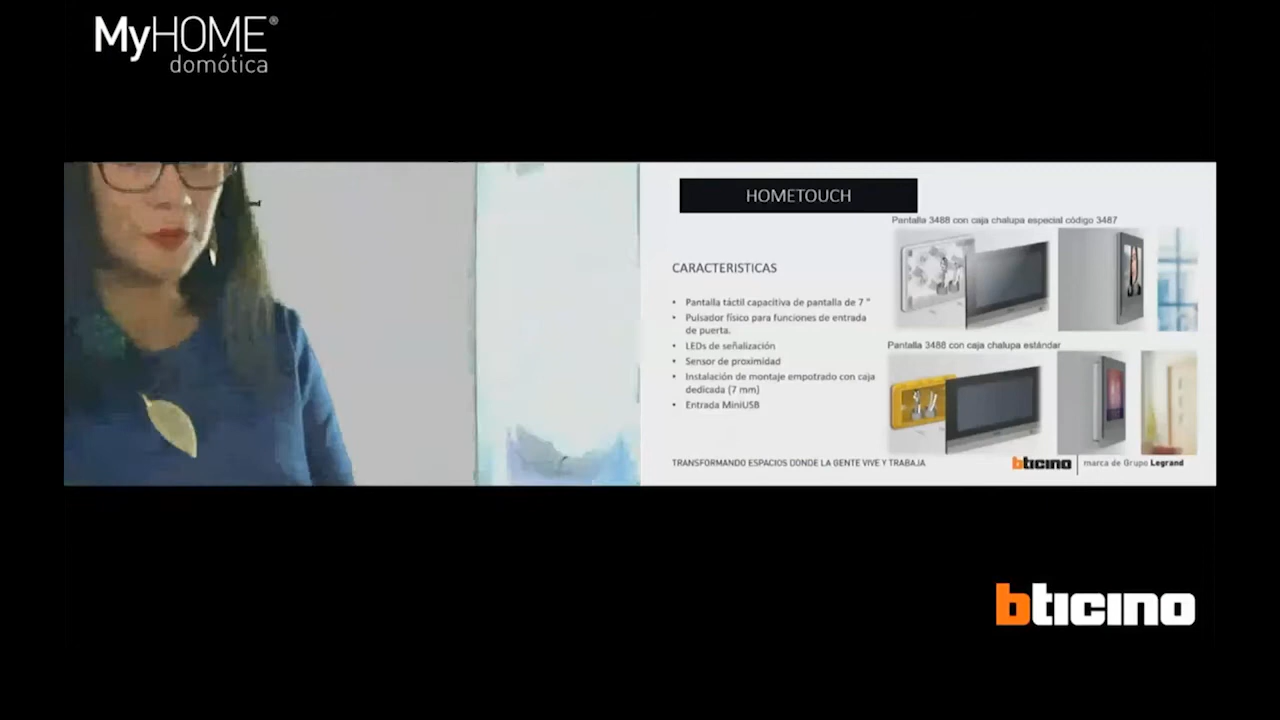 MyHOME®
domótica
HOMETOUCH
Pantalla 3488 con caja chalupa especial código 3487
CARACTERISTICAS
• Pantalla táctil capacitiva de pantalla de 7 "
• Pulsador físico para funciones de entrada
de puerta.
• LEDs de señalización
• Sensor de proximidad
• Instalación de montaje empotrado con caja
dedicada (7 mm)
• Entrada MiniUSB
Pantalla 3488 con caja chalupa estándar
TRANSFORMANDO ESPACIOS DONDE LA GENTE VIVE Y TRABAJA
bticino marca de Grupo Legrand
bticino